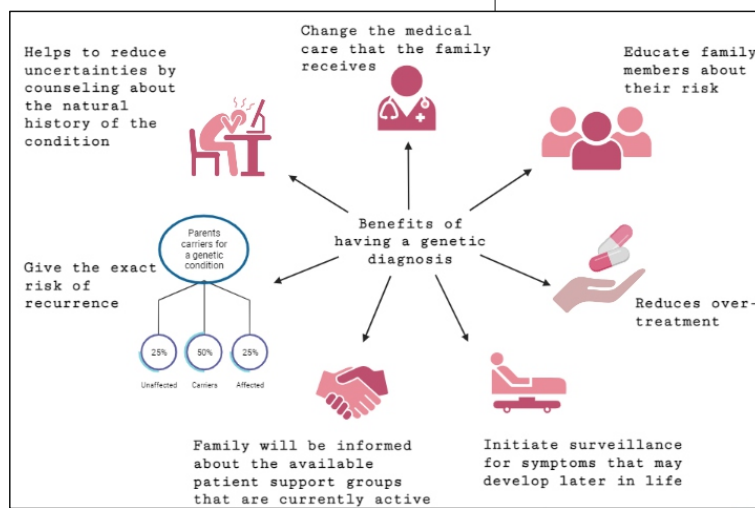 Helps to reduce
uncertainties by
counseling about
the natural
history of the
condition
Change the medical
care that the family
receives
Educate family
members about
their risk
Benefits of
having a genetic
diagnosis
Give the exact
risk of
recurrence
Parents
carriers for
a genetic
condition
25%
50%
25%
Unaffected
Carriers
Affected
Reduces over-
treatment
Family will be informed
about the available
patient support groups
that are currently active
Initiate surveillance
for symptoms that may
develop later in life